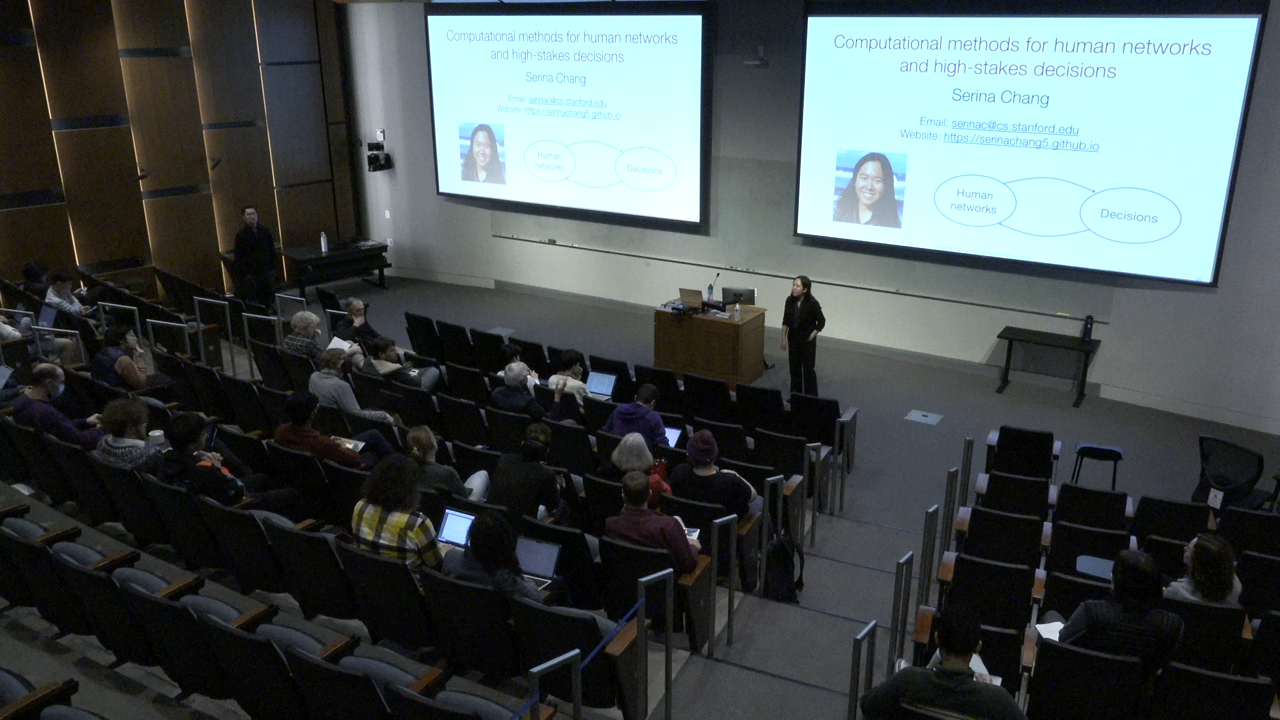 Computational methods for human networks
and high-stakes decisions
Serina Chang
Email: serinac@cs.stanford.edu
Website: https://serinachang5.github.io
Human
networks
Decisions
Computational methods for human networks
and high-stakes decisions
Serina Chang
Email: serinac@cs.stanford.edu
Website: https://serinachang5.github.io
Human
networks
Decisions